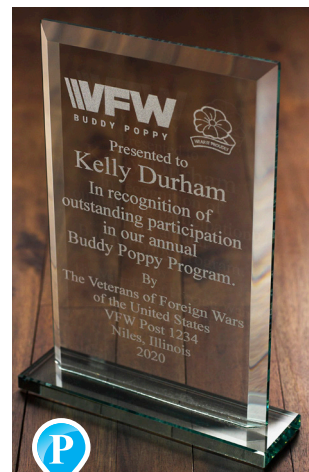 VFW
BUDDY POPPY
Presented to
Kelly Durham
In recognition of
outstanding participation
in our annual
Buddy Poppy Program.
By
The Veterans of Foreign Wars
of the United States
VFW Post 1234
Niles, Illinois
2020
P